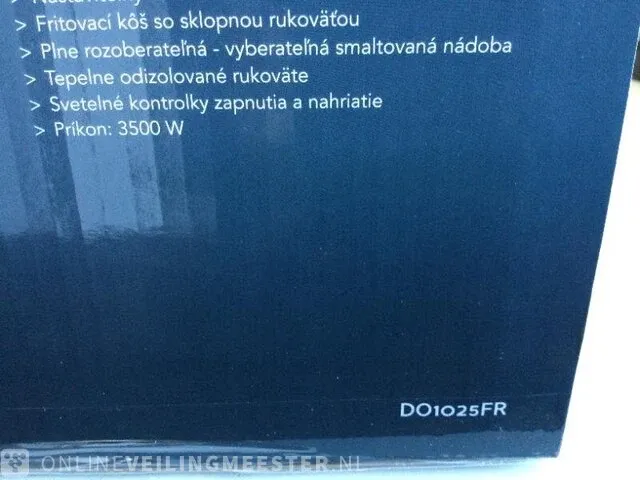 > Fritovací kôš so sklopnou rukoväťou
> Plne rozoberateľná - vyberateľná smaltovaná nádoba
> Tepelne odizolované rukoväte
> Svetelné kontrolky zapnutia a nahriatie
> Príkon: 3500 W
DO1025FR
ONLINEVEILINGMEESTER.NL